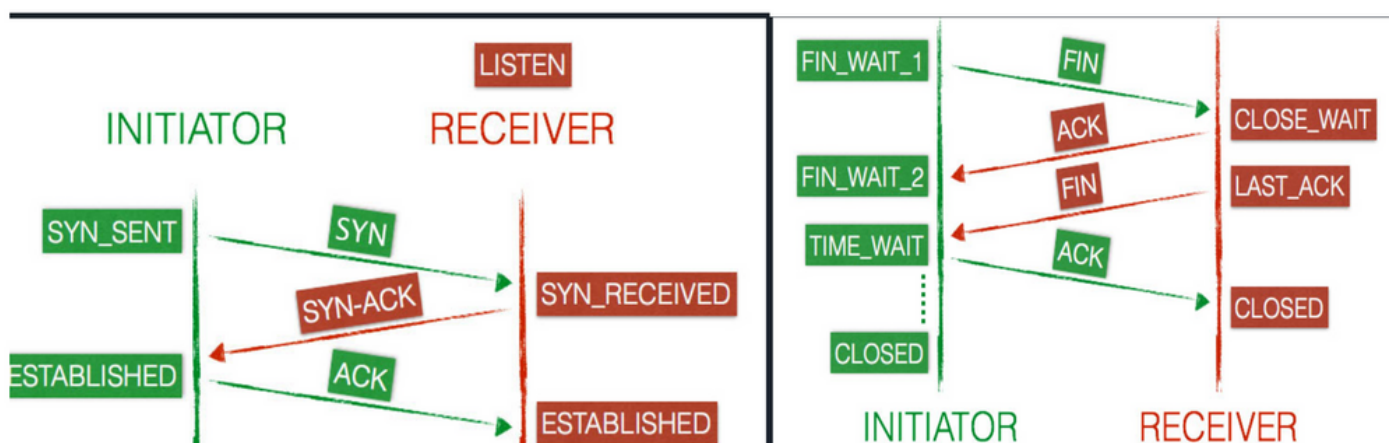 LISTEN
INITIATOR
RECEIVER
SYN_SENT
SYN
SYN-ACK
SYN_RECEIVED
ESTABLISHED
ACK
ESTABLISHED
FIN_WAIT_1
FIN
CLOSE_WAIT
ACK
FIN_WAIT_2
FIN
LAST_ACK
TIME_WAIT
ACK
CLOSED
CLOSED
INITIATOR
RECEIVER